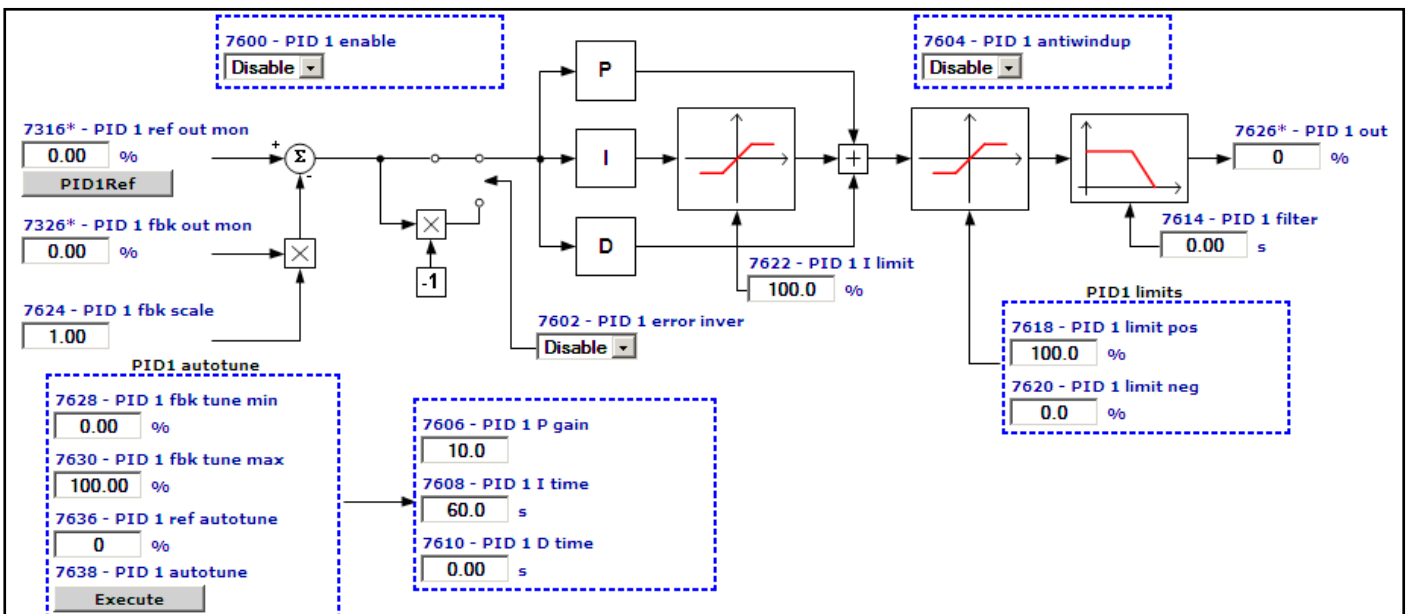 7600 - PID 1 enable
Disable
7604 - PID 1 antiwindup
Disable
P
I
D
7316* - PID 1 ref out mon
0.00 %
PID1Ref
+
Σ
-
7326* - PID 1 fbk out mon
0.00 %
×
7624 - PID 1 fbk scale
1.00
×
-1
+
7626* - PID 1 out
0 %
7614 - PID 1 filter
0.00 s
7622 - PID 1 I limit
100.0 %
7602 - PID 1 error inver
Disable
PID1 limits
7618 - PID 1 limit pos
100.0 %
7620 - PID 1 limit neg
0.0 %
PID1 autotune
7628 - PID 1 fbk tune min
0.00 %
7630 - PID 1 fbk tune max
100.00 %
7636 - PID 1 ref autotune
0 %
7638 - PID 1 autotune
Execute
7606 - PID 1 P gain
10.0
7608 - PID 1 I time
60.0 s
7610 - PID 1 D time
0.00 s